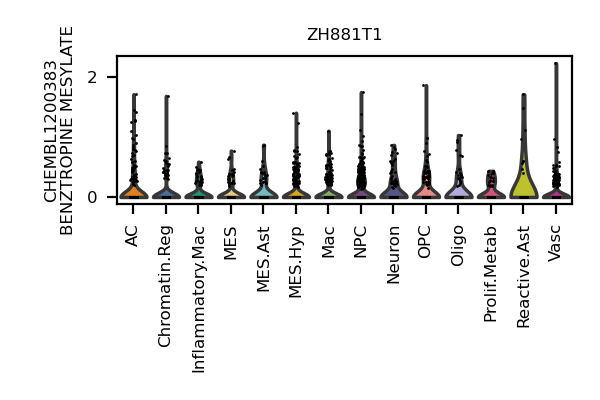 ZH881T1
CHEMBL1200383
BENZTROPINE MESYLATE
2
0
AC
Chromatin.Reg
Inflammatory.Mac
MES
MES.Ast
MES.Hyp
Mac
NPC
Neuron
OPC
Oligo
Prolif.Metab
Reactive.Ast
Vasc